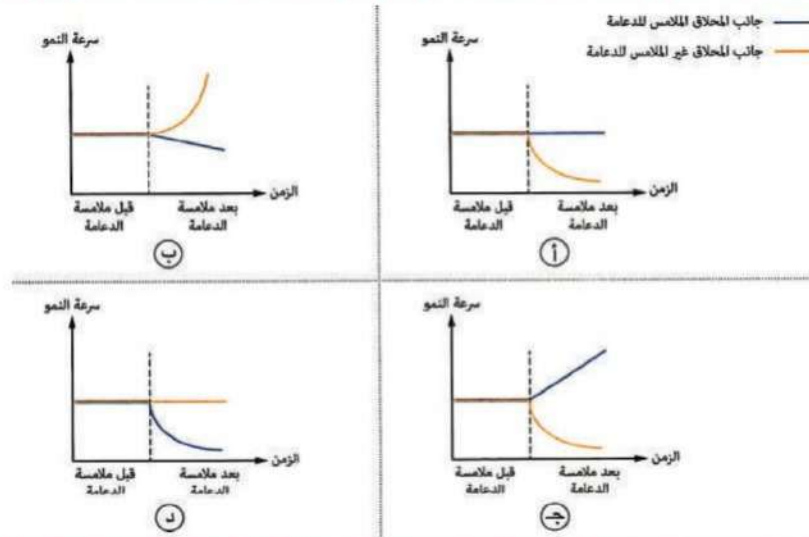 جانب المحلاق الملامس للدعامة
جانب المحلاق غير الملامس للدعامة
سرعة النمو
الزمن
قبل ملامسة الدعامة
بعد ملامسة الدعامة
أ
سرعة النمو
الزمن
قبل ملامسة الدعامة
بعد ملامسة الدعامة
ب
سرعة النمو
الزمن
قبل ملامسة الدعامة
بعد ملامسة الدعامة
جـ
سرعة النمو
الزمن
قبل ملامسة الدعامة
بعد ملامسة الدعامة
د